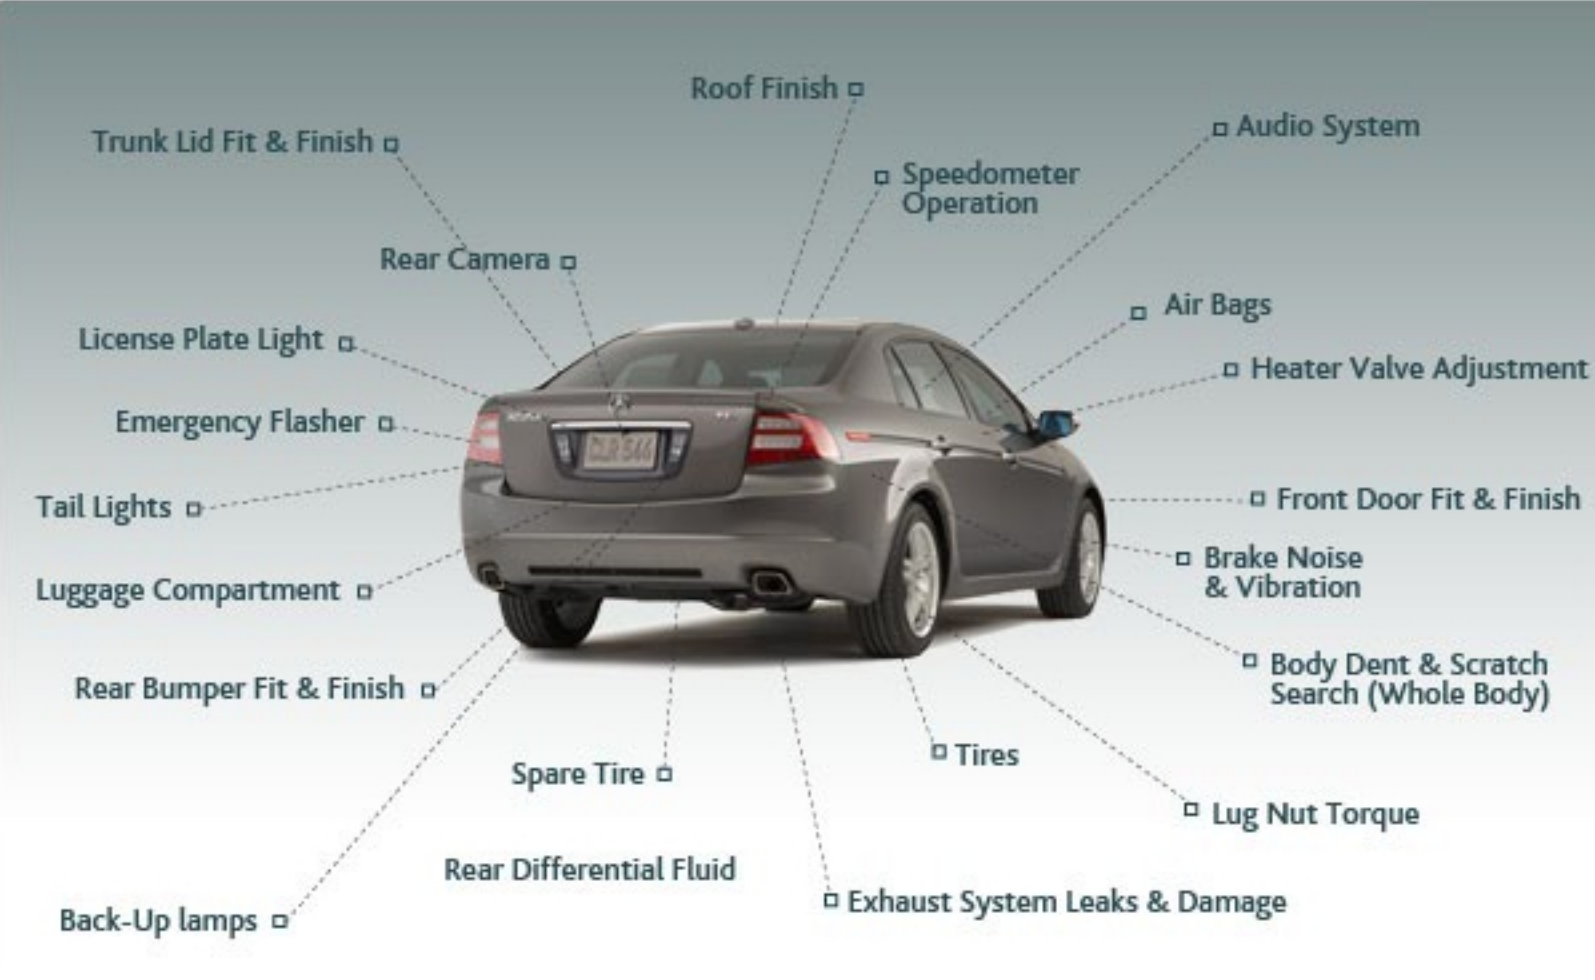 Roof Finish
Audio System
Trunk Lid Fit & Finish
Speedometer
Operation
Rear Camera
Air Bags
License Plate Light
Heater Valve Adjustment
Emergency Flasher
Tail Lights
Front Door Fit & Finish
Brake Noise
& Vibration
Luggage Compartment
Body Dent & Scratch
Search (Whole Body)
Rear Bumper Fit & Finish
Tires
Spare Tire
Lug Nut Torque
Rear Differential Fluid
Exhaust System Leaks & Damage
Back-Up lamps